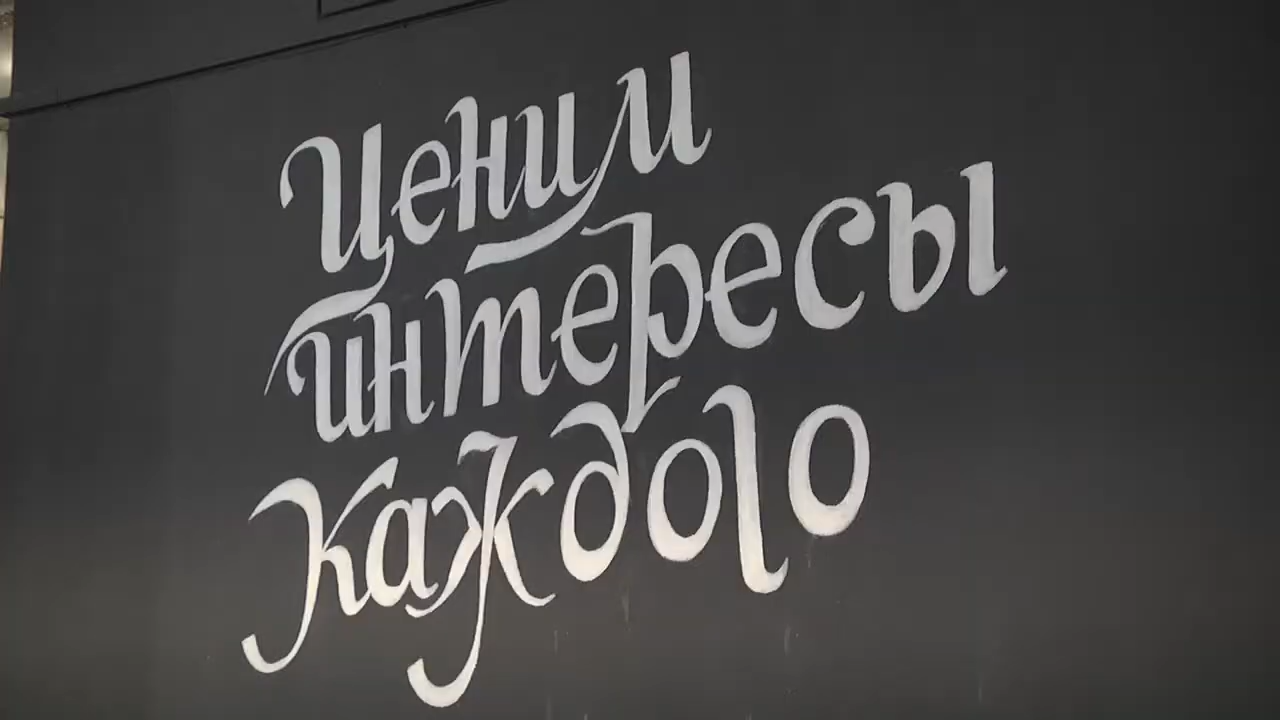 Ценим
интересы
Каждого